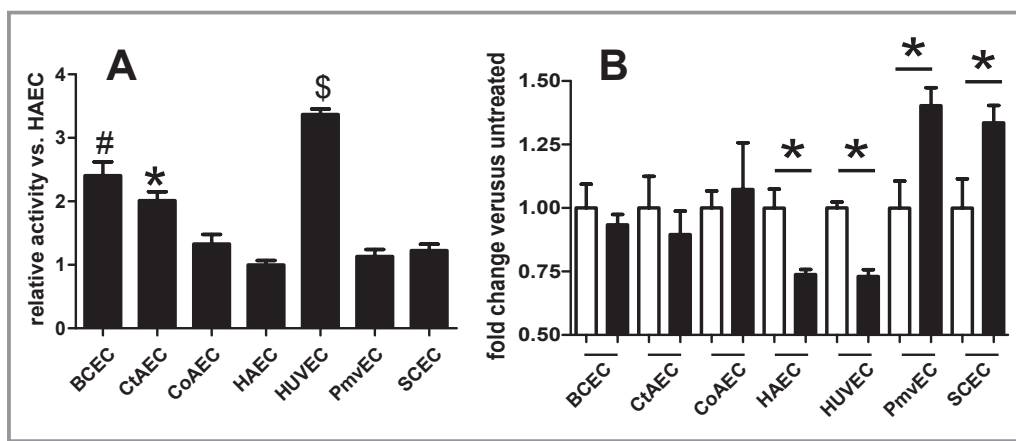 A
relative activity vs. HAEC
4
3
2
1
0
#
*
$
BCEC
CtAEC
CoAEC
HAEC
HUVEC
PmvEC
SCEC
B
fold change verusus untreated
1.50
1.25
1.00
0.75
0.50
*
*
*
*
BCEC
CtAEC
CoAEC
HAEC
HUVEC
PmvEC
SCEC